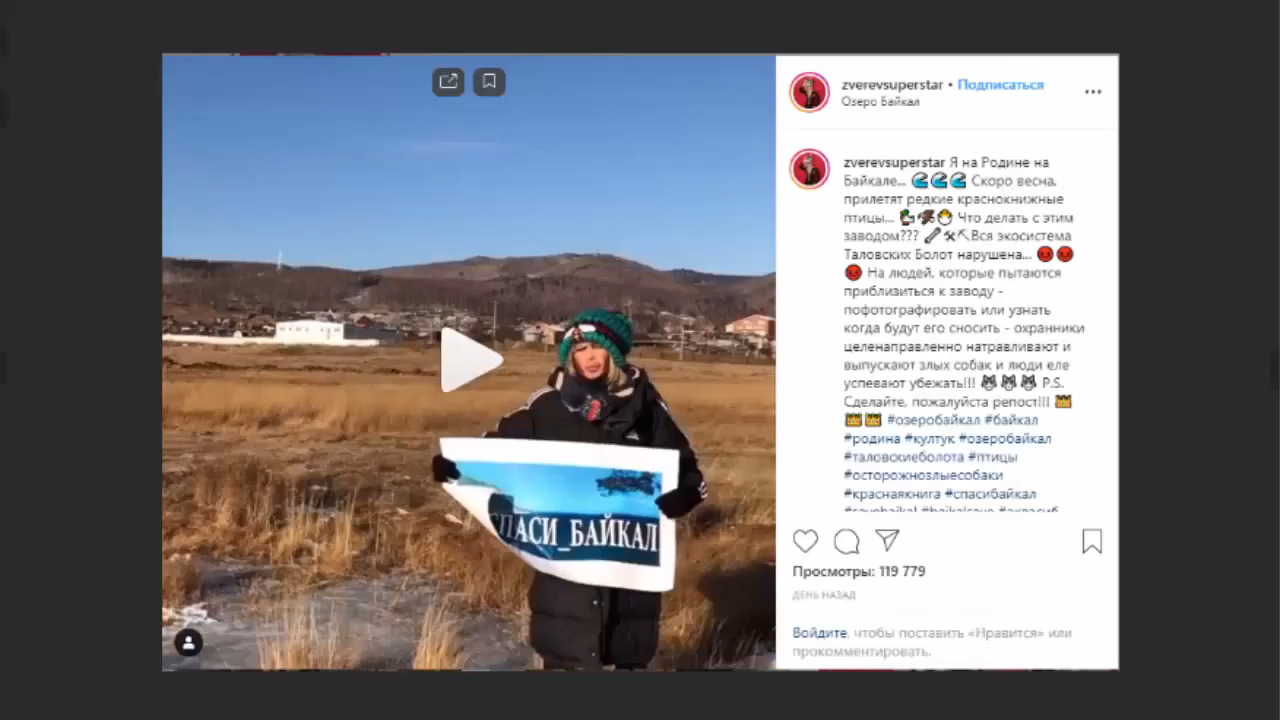 zverevsuperstar • Подписаться
Озеро Байкал
zverevsuperstar Я на Родине на
Байкале... 🌊🌊🌊 Скоро весна,
прилетят редкие краснокнижные
птицы... Что делать с этим
заводом??? Вся экосистема
Таловских Болот нарушена... 😡😡
😡 На людей, которые пытаются
приблизиться к заводу -
пофотографировать или узнать
когда будут его сносить - охранники
целенаправленно натравливают и
выпускают злых собак и люди еле
успевают убежать!!! P.S.
Сделайте, пожалуйста репост!!!
#озеробайкал #байкал
#родина #култук #озеробайкал
#таловскиеболота #птицы
#осторожнозлыесобаки
#краснаякнига #спасибайкал
ПАСИ_БАЙКАЛ
Просмотры: 119 779
ДЕНЬ НАЗАД
Войдите, чтобы поставить «Нравится» или
прокомментировать.